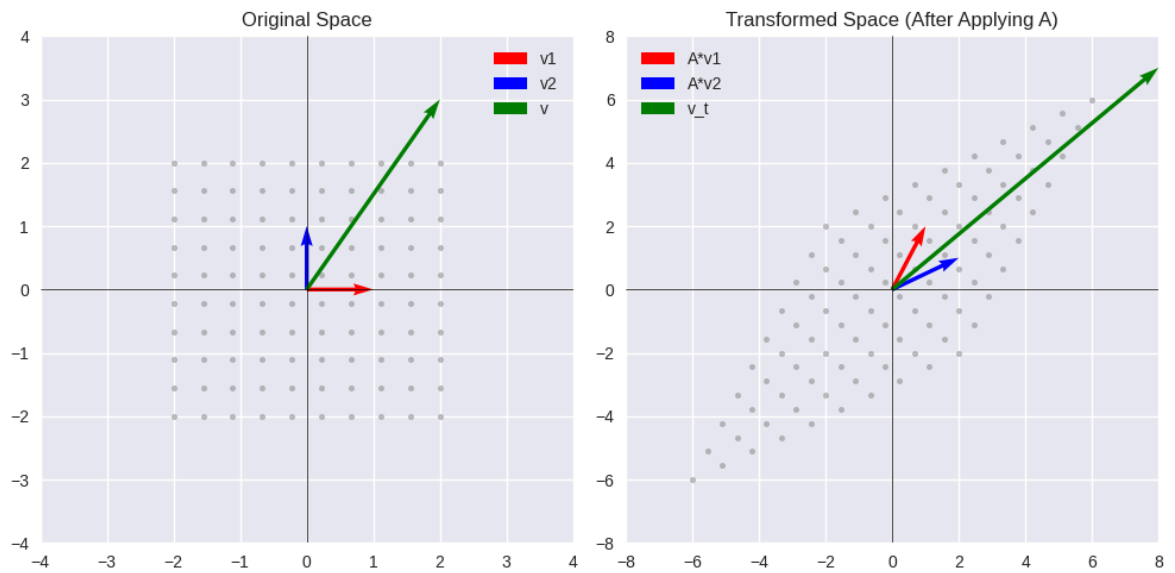 Original Space
4
3
2
1
0
−1
−2
−3
−4
−4 −3 −2 −1 0 1 2 3 4
v1
v2
v
Transformed Space (After Applying A)
8
6
4
2
0
−2
−4
−6
−8
−8 −6 −4 −2 0 2 4 6 8
A*v1
A*v2
v_t